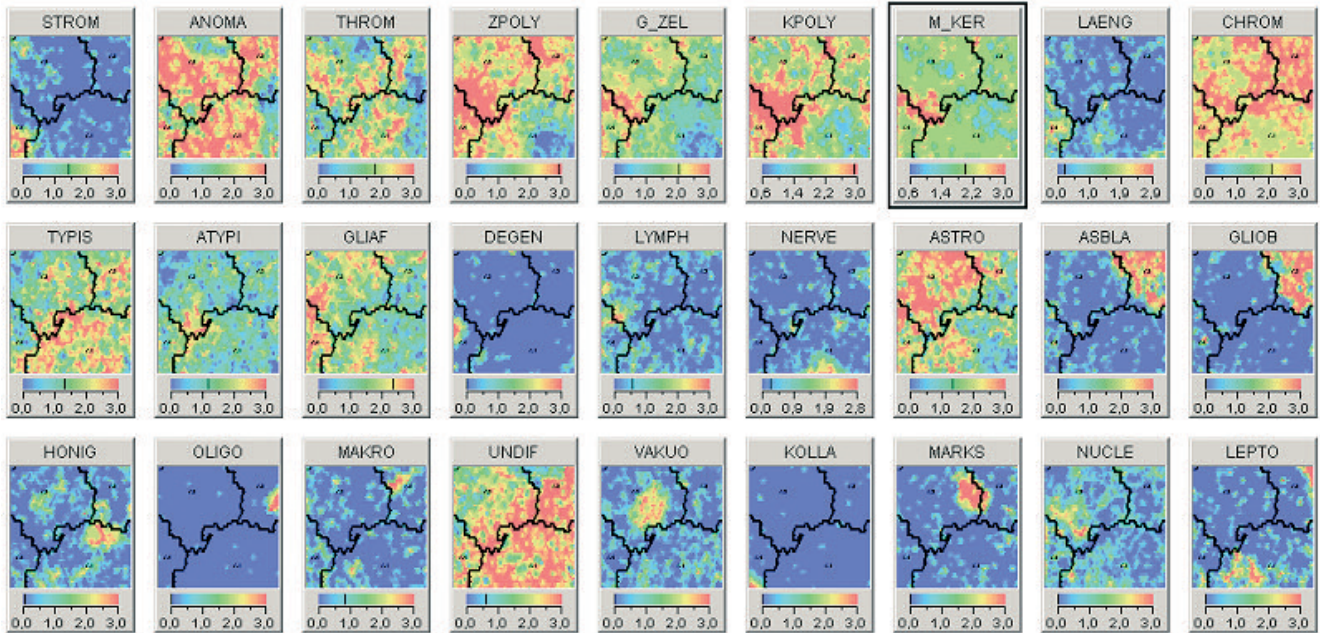 STROM ANOMA THROM ZPOLY G_ZEL KPOLY M_KER LAENG CHROM
0,0 1,0 2,0 3,0 0,0 1,0 2,0 3,0 0,0 1,0 2,0 3,0 0,0 1,0 2,0 3,0 0,0 1,0 2,0 3,0 0,6 1,4 2,2 3,0 0,6 1,4 2,2 3,0 0,0 1,0 1,9 2,9 0,0 1,0 2,0 3,0
TYPIS ATYPI GLIAF DEGEN LYMPH NERVE ASTRO ASBLA GLIOB
0,0 1,0 2,0 3,0 0,0 1,0 2,0 3,0 0,0 1,0 2,0 3,0 0,0 1,0 2,0 3,0 0,0 1,0 2,0 3,0 0,0 0,9 1,9 2,8 0,0 1,0 2,0 3,0 0,0 1,0 2,0 3,0 0,0 1,0 2,0 3,0
HONIG OLIGO MAKRO UNDIF VAKUO KOLLA MARKS NUCLE LEPTO
0,0 1,0 2,0 3,0 0,0 1,0 2,0 3,0 0,0 1,0 2,0 3,0 0,0 1,0 2,0 3,0 0,0 1,0 2,0 3,0 0,0 1,0 2,0 3,0 0,0 1,0 2,0 3,0 0,0 1,0 2,0 3,0 0,0 1,0 2,0 3,0